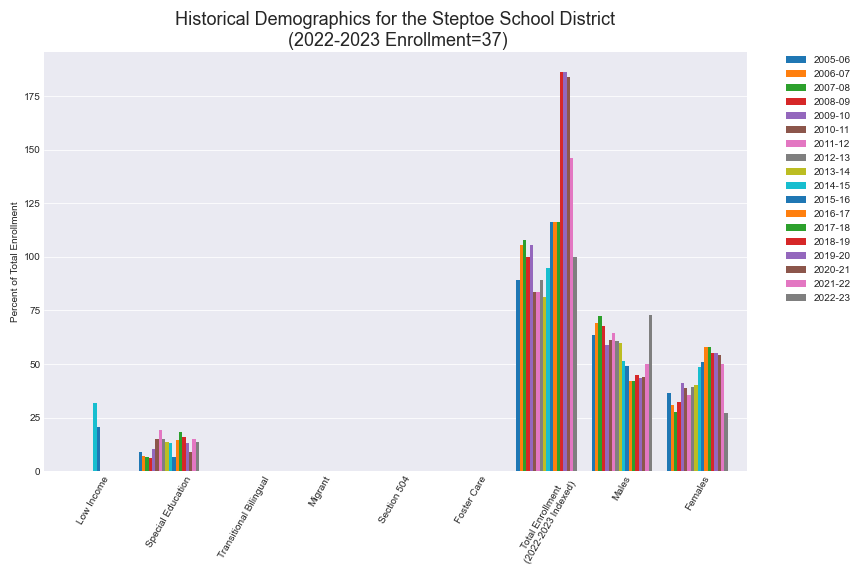 Historical Demographics for the Steptoe School District
(2022-2023 Enrollment=37)
Percent of Total Enrollment
175
150
125
100
75
50
25
0
Low Income
Special Education
Transitional Bilingual
Migrant
Section 504
Foster Care
Total Enrollment
(2022-2023 Indexed)
Males
Females
2005-06
2006-07
2007-08
2008-09
2009-10
2010-11
2011-12
2012-13
2013-14
2014-15
2015-16
2016-17
2017-18
2018-19
2019-20
2020-21
2021-22
2022-23